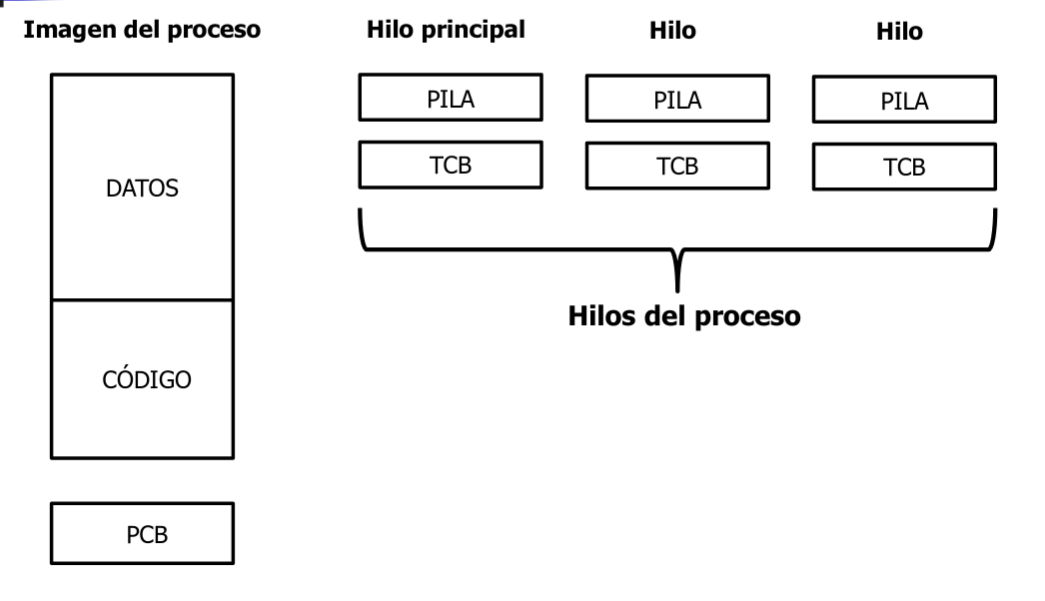 Imagen del proceso
Hilo principal
Hilo
Hilo
PILA
PILA
PILA
TCB
TCB
TCB
DATOS
Hilos del proceso
CÓDIGO
PCB